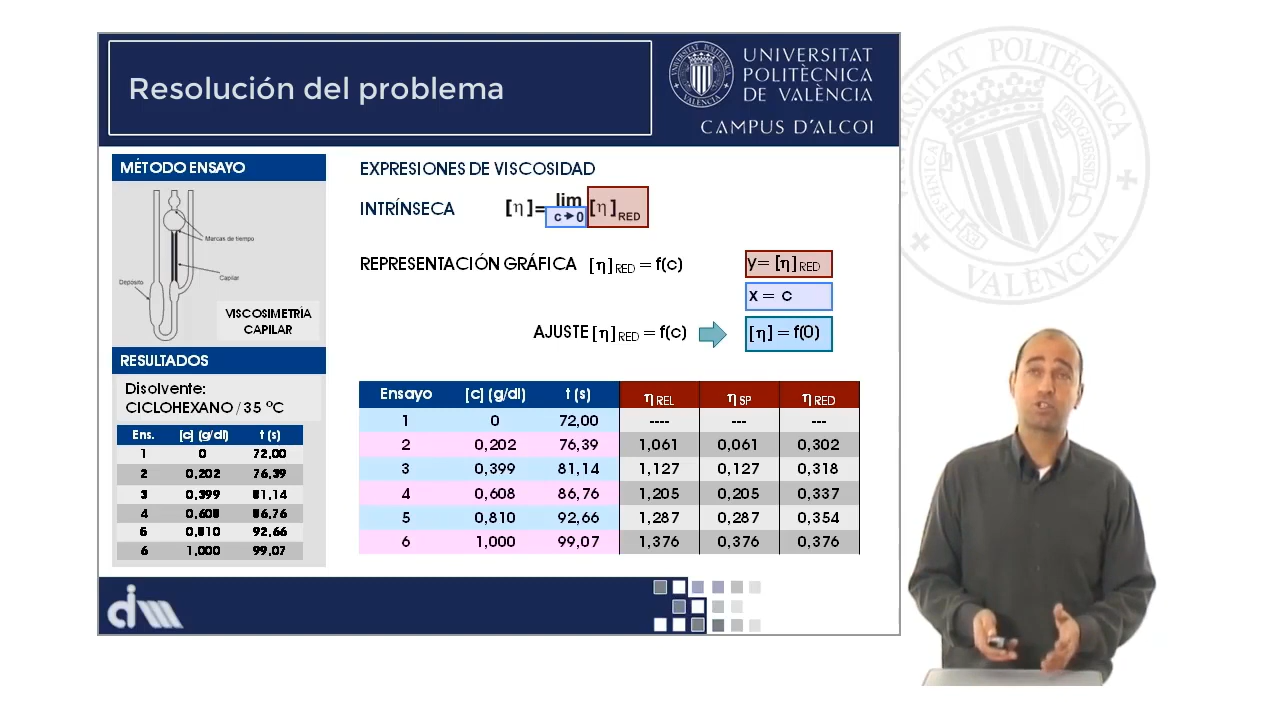 Resolución del problema
UNIVERSITAT
POLITÈCNICA
DE VALÈNCIA
CAMPUS D'ALCOI
MÉTODO ENSAYO
Marcas de tiempo
Capilar
Depósito
VISCOSIMETRÍA
CAPILAR
RESULTADOS
Disolvente:
CICLOHEXANO / 35 ºC
Ens. [c] (g/dl) t (s)
1 0 72,00
2 0,202 76,39
3 0,399 81,14
4 0,608 86,76
5 0,810 92,66
6 1,000 99,07
EXPRESIONES DE VISCOSIDAD
INTRÍNSECA [η]= lim c→0 [η]RED
REPRESENTACIÓN GRÁFICA [η]RED = f(c) y= [η]RED
x = c
AJUSTE [η]RED = f(c) [η] = f(0)
Ensayo [c] (g/dl) t (s) ηREL ηSP ηRED
1 0 72,00 ---- --- ---
2 0,202 76,39 1,061 0,061 0,302
3 0,399 81,14 1,127 0,127 0,318
4 0,608 86,76 1,205 0,205 0,337
5 0,810 92,66 1,287 0,287 0,354
6 1,000 99,07 1,376 0,376 0,376